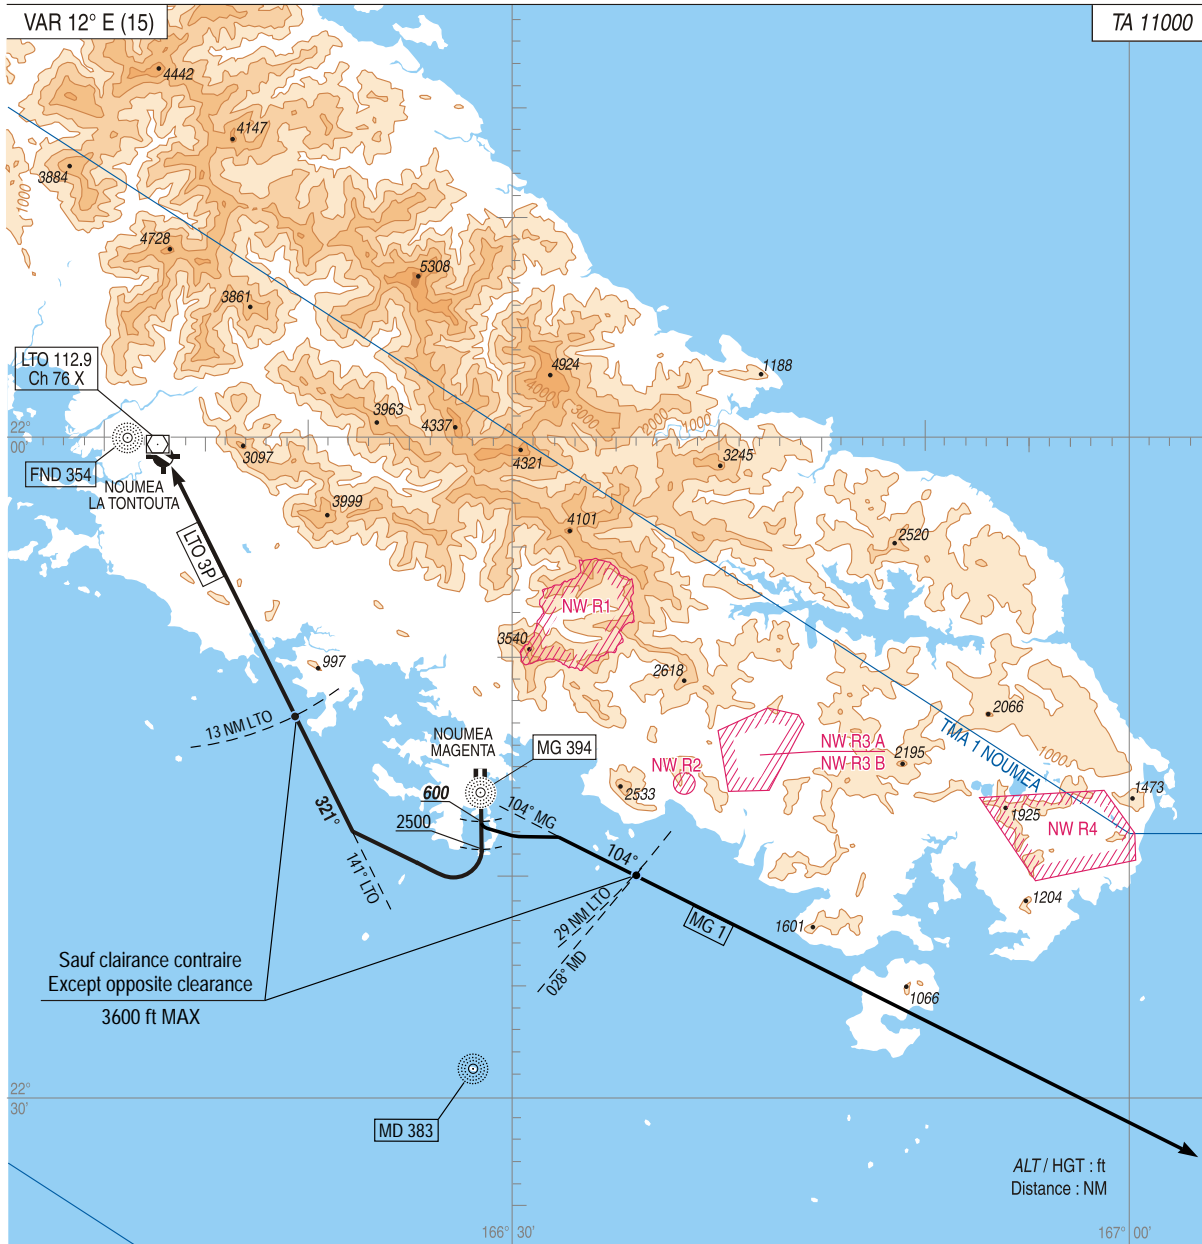 VAR 12° E (15)
TA 11000
4442
4147
3884
1000
4728
5308
3861
LTO 112.9
Ch 76 X
4924
1188
4000
3000
2000
1000
3963
4337
22°
00'
FND 354
3097
4321
3245
NOUMEA
LA TONTOUTA
3999
4101
2520
LTO 3P
NW R1
3540
997
2618
2066
13 NM LTO
TMA 1 NOUMEA
1000
NOUMEA
MAGENTA
MG 394
NW R3 A
NW R3 B
2195
NW R2
2533
1473
600
104° MG
1925
NW R4
321°
2500
141° LTO
104°
1204
29 NM LTO
028° MD
MG 1
1601
Sauf clairance contraire
Except opposite clearance
3600 ft MAX
1066
22°
30'
MD 383
ALT / HGT : ft
Distance : NM
166° 30'
167° 00'